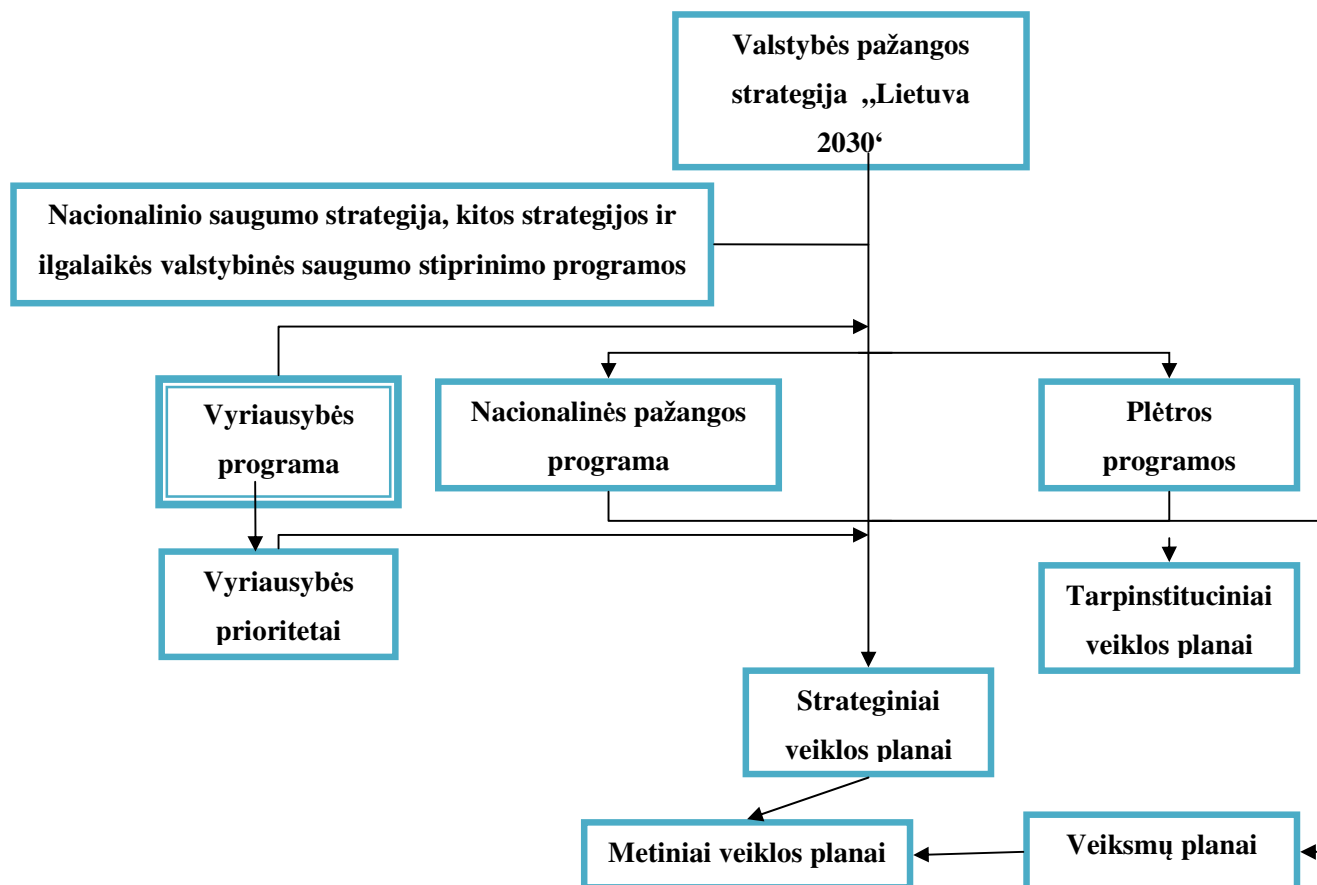 Valstybės pažangos
strategija „Lietuva
2030‘
Nacionalinio saugumo strategija, kitos strategijos ir
ilgalaikės valstybinės saugumo stiprinimo programos
Vyriausybės
programa
Nacionalinės pažangos
programa
Plėtros
programos
Vyriausybės
prioritetai
Tarpinstituciniai
veiklos planai
Strateginiai
veiklos planai
Metiniai veiklos planai
Veiksmų planai